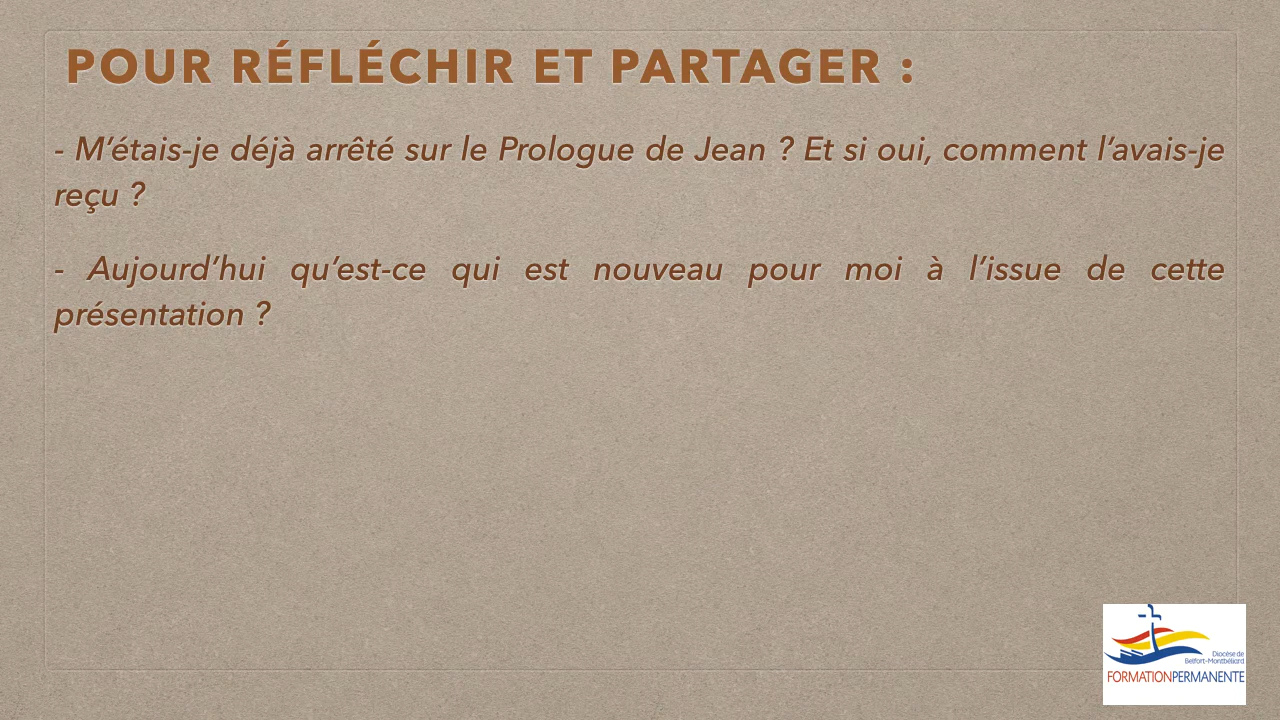 POUR RÉFLÉCHIR ET PARTAGER :
- M’étais-je déjà arrêté sur le Prologue de Jean ? Et si oui, comment l’avais-je
reçu ?
- Aujourd’hui qu’est-ce qui est nouveau pour moi à l’issue de cette
présentation ?
Diocèse de
Belfort-Montbéliard
FORMATIONPERMANENTE